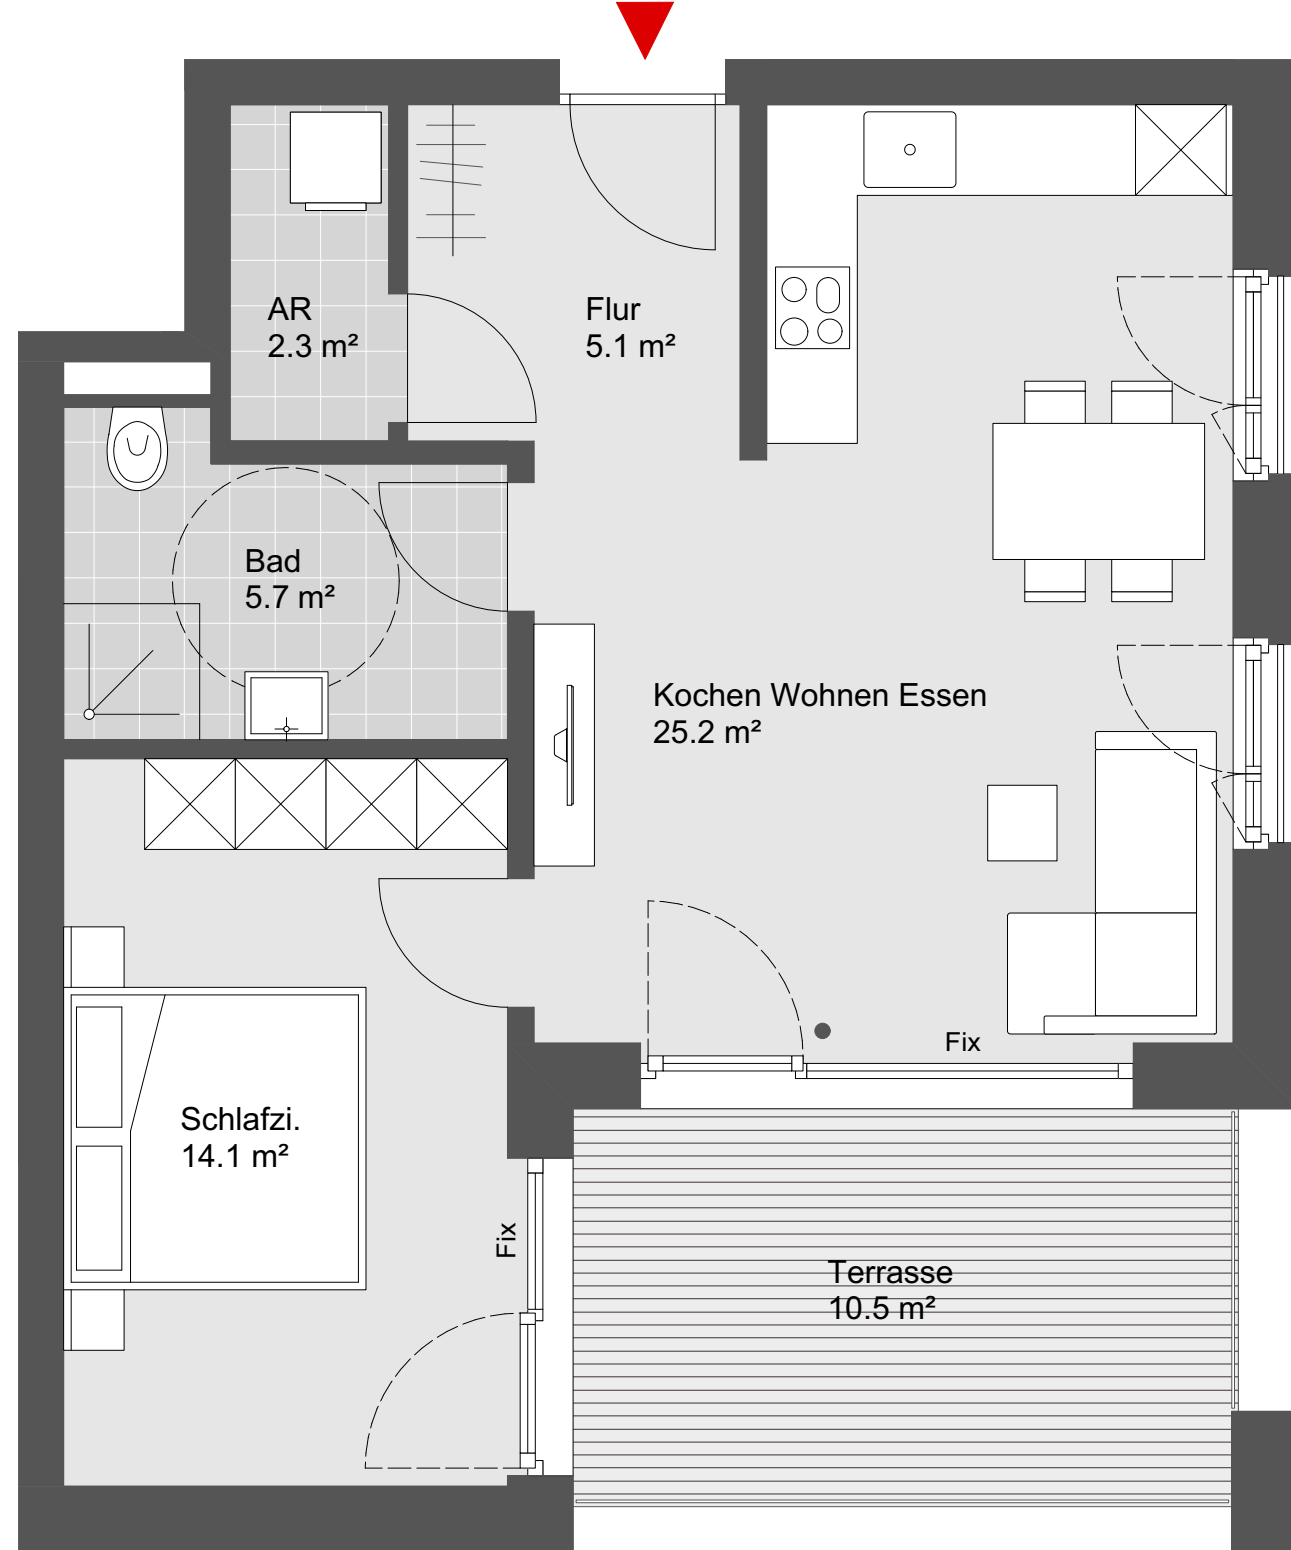 AR
2.3 m²
Flur
5.1 m²
Bad
5.7 m²
Kochen Wohnen Essen
25.2 m²
Fix
Schlafzi.
14.1 m²
Fix
Terrasse
10.5 m²